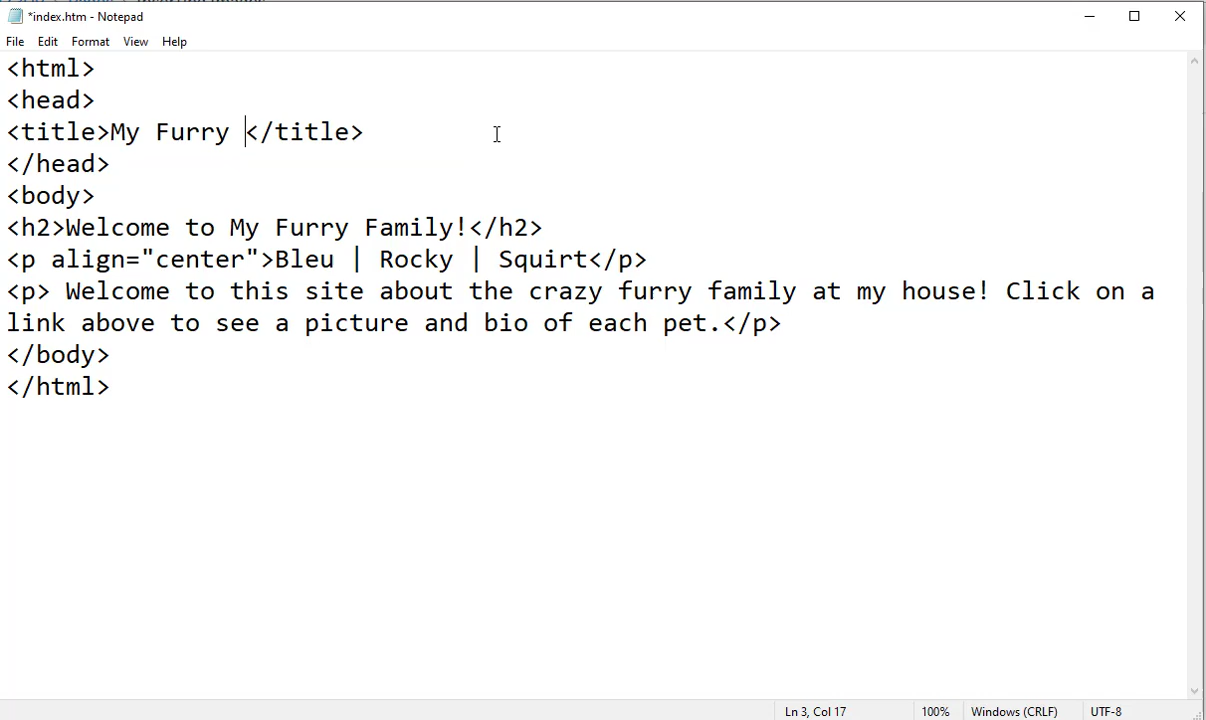 *index.htm - Notepad
File Edit Format View Help
<html>
<head>
<title>My Furry </title>
</head>
<body>
<h2>Welcome to My Furry Family!</h2>
<p align="center">Bleu | Rocky | Squirt</p>
<p> Welcome to this site about the crazy furry family at my house! Click on a
link above to see a picture and bio of each pet.</p>
</body>
</html>
Ln 3, Col 17 100% Windows (CRLF) UTF-8